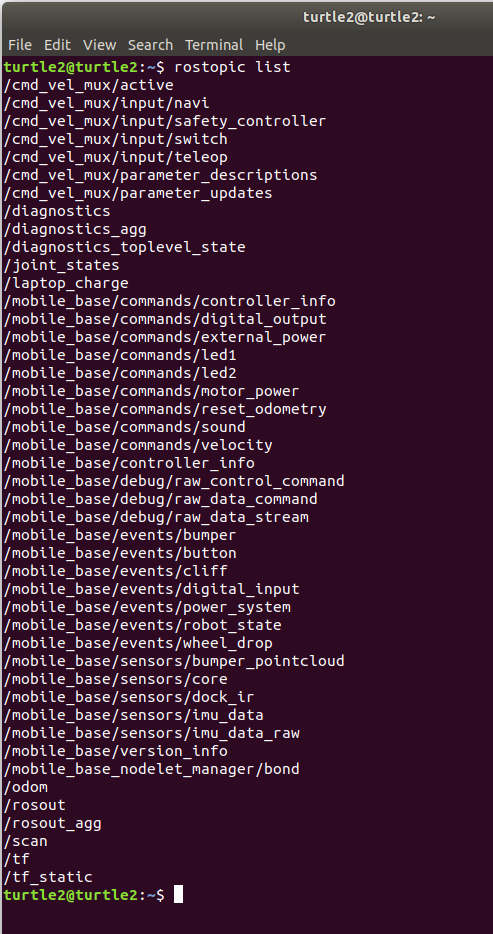 turtle2@turtle2: ~
File Edit View Search Terminal Help
turtle2@turtle2:~$ rostopic list
/cmd_vel_mux/active
/cmd_vel_mux/input/navi
/cmd_vel_mux/input/safety_controller
/cmd_vel_mux/input/switch
/cmd_vel_mux/input/teleop
/cmd_vel_mux/parameter_descriptions
/cmd_vel_mux/parameter_updates
/diagnostics
/diagnostics_agg
/diagnostics_toplevel_state
/joint_states
/laptop_charge
/mobile_base/commands/controller_info
/mobile_base/commands/digital_output
/mobile_base/commands/external_power
/mobile_base/commands/led1
/mobile_base/commands/led2
/mobile_base/commands/motor_power
/mobile_base/commands/reset_odometry
/mobile_base/commands/sound
/mobile_base/commands/velocity
/mobile_base/controller_info
/mobile_base/debug/raw_control_command
/mobile_base/debug/raw_data_command
/mobile_base/debug/raw_data_stream
/mobile_base/events/bumper
/mobile_base/events/button
/mobile_base/events/cliff
/mobile_base/events/digital_input
/mobile_base/events/power_system
/mobile_base/events/robot_state
/mobile_base/events/wheel_drop
/mobile_base/sensors/bumper_pointcloud
/mobile_base/sensors/core
/mobile_base/sensors/dock_ir
/mobile_base/sensors/imu_data
/mobile_base/sensors/imu_data_raw
/mobile_base/version_info
/mobile_base_nodelet_manager/bond
/odom
/rosout
/rosout_agg
/scan
/tf
/tf_static
turtle2@turtle2:~$